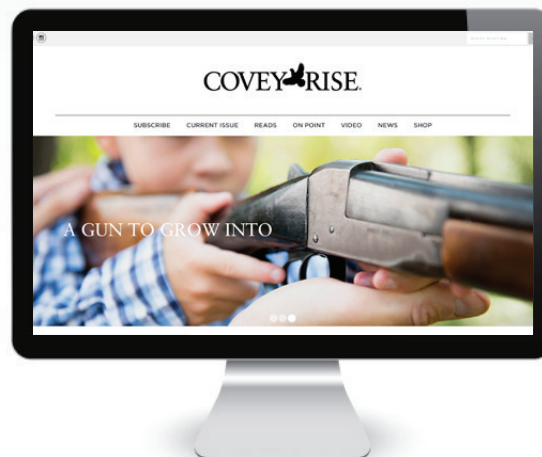 COVEY RISE.
SUBSCRIBE CURRENT ISSUE READS ON POINT VIDEO NEWS SHOP
A GUN TO GROW INTO